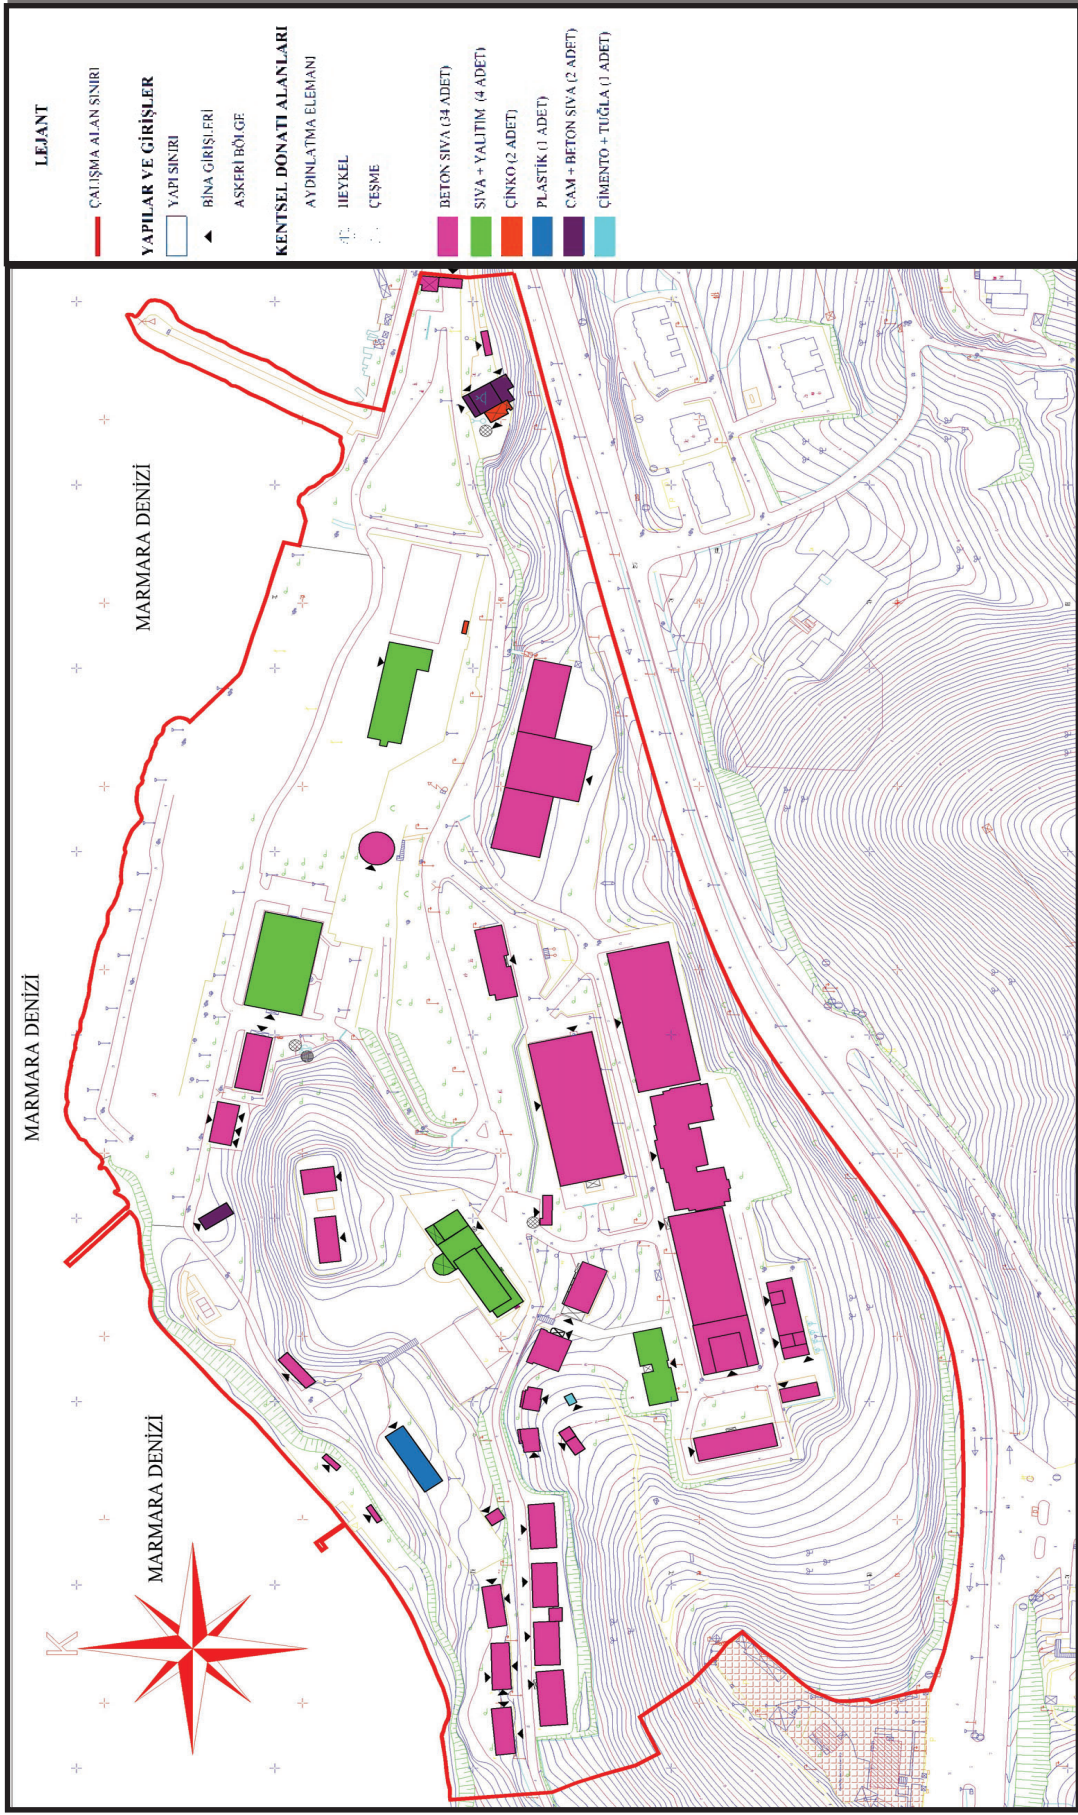 LEJANT
ÇALIŞMA ALAN SINIRI
YAPILAR VE GİRİŞLER
YAPI SINIRI
BİNA GİRİŞLERİ
ASKERİ BÖLGE
KENTSEL DONATI ALANLARI
AYDINLATMA ELEMANI
HEYKEL
ÇEŞME
BETON SIVA (34 ADET)
SIVA + YALITIM (4 ADET)
ÇİNKO (2 ADET)
PLASTİK (1 ADET)
CAM + BETON SIVA (2 ADET)
ÇİMENTO + TUĞLA (1 ADET)
MARMARA DENİZİ
MARMARA DENİZİ
MARMARA DENİZİ
K